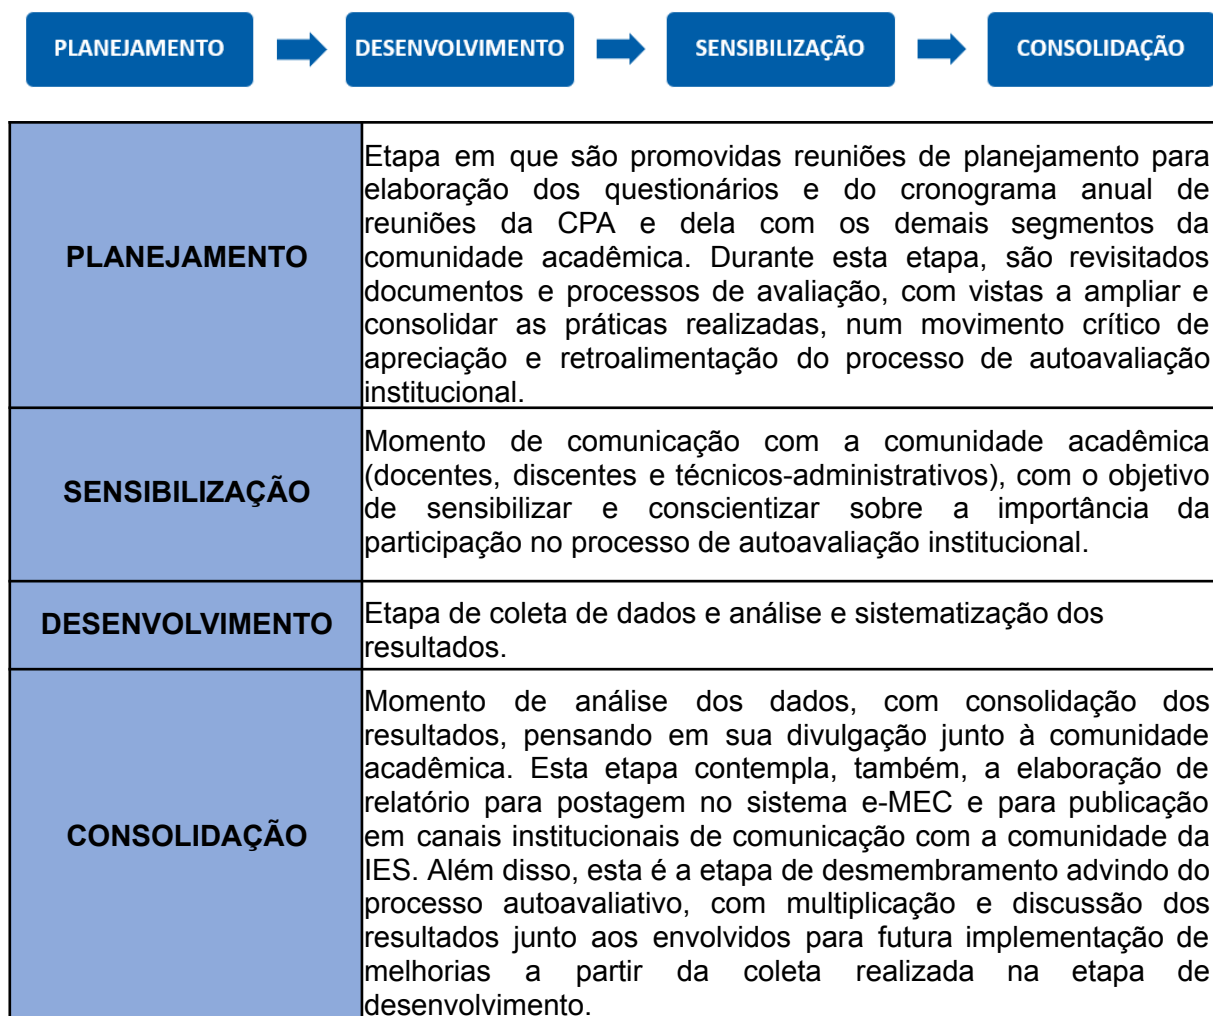 PLANEJAMENTO
DESENVOLVIMENTO
SENSIBILIZAÇÃO
CONSOLIDAÇÃO
PLANEJAMENTO
Etapa em que são promovidas reuniões de planejamento para
elaboração dos questionários e do cronograma anual de
reuniões da CPA e dela com os demais segmentos da
comunidade acadêmica. Durante esta etapa, são revisitados
documentos e processos de avaliação, com vistas a ampliar e
consolidar as práticas realizadas, num movimento crítico de
apreciação e retroalimentação do processo de autoavaliação
institucional.
SENSIBILIZAÇÃO
Momento de comunicação com a comunidade acadêmica
(docentes, discentes e técnicos-administrativos), com o objetivo
de sensibilizar e conscientizar sobre a importância da
participação no processo de autoavaliação institucional.
DESENVOLVIMENTO
Etapa de coleta de dados e análise e sistematização dos
resultados.
CONSOLIDAÇÃO
Momento de análise dos dados, com consolidação dos
resultados, pensando em sua divulgação junto à comunidade
acadêmica. Esta etapa contempla, também, a elaboração de
relatório para postagem no sistema e-MEC e para publicação
em canais institucionais de comunicação com a comunidade da
IES. Além disso, esta é a etapa de desmembramento advindo do
processo autoavaliativo, com multiplicação e discussão dos
resultados junto aos envolvidos para futura implementação de
melhorias a partir da coleta realizada na etapa de
desenvolvimento.